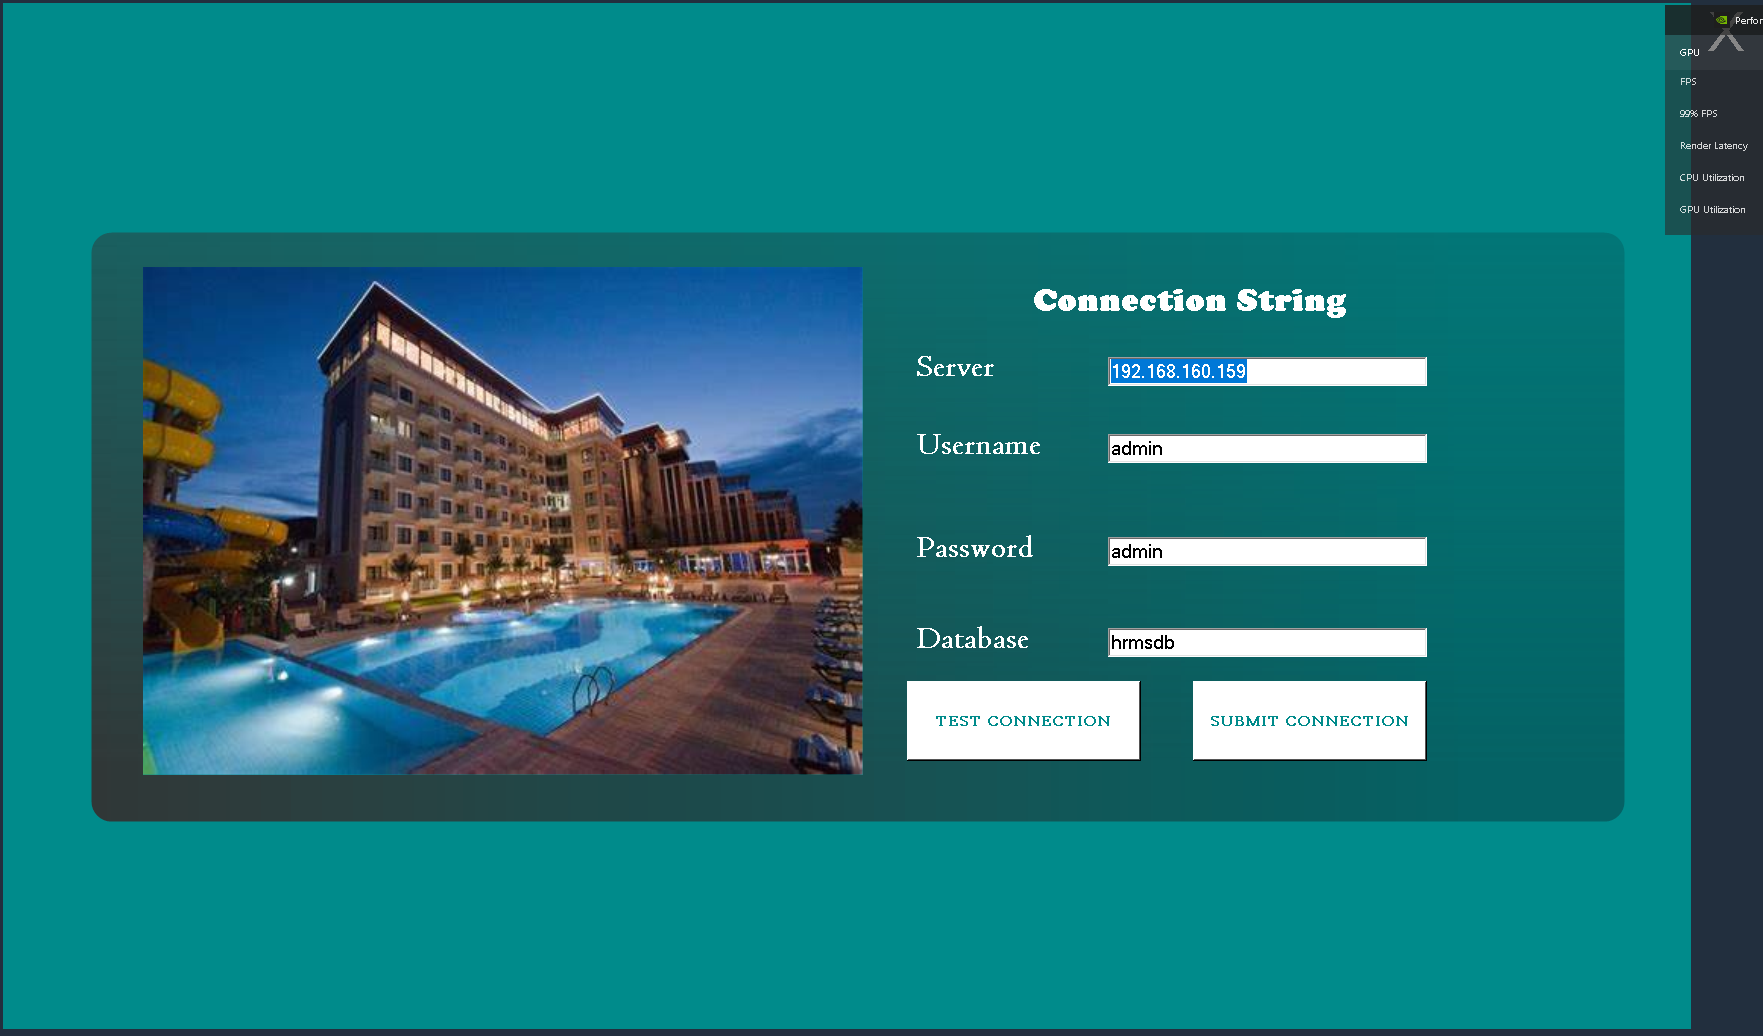 Perfor
GPU
FPS
99% FPS
Render Latency
CPU Utilization
GPU Utilization
Connection String
Server 192.168.160.159
Username admin
Password admin
Database hrmsdb
TEST CONNECTION SUBMIT CONNECTION